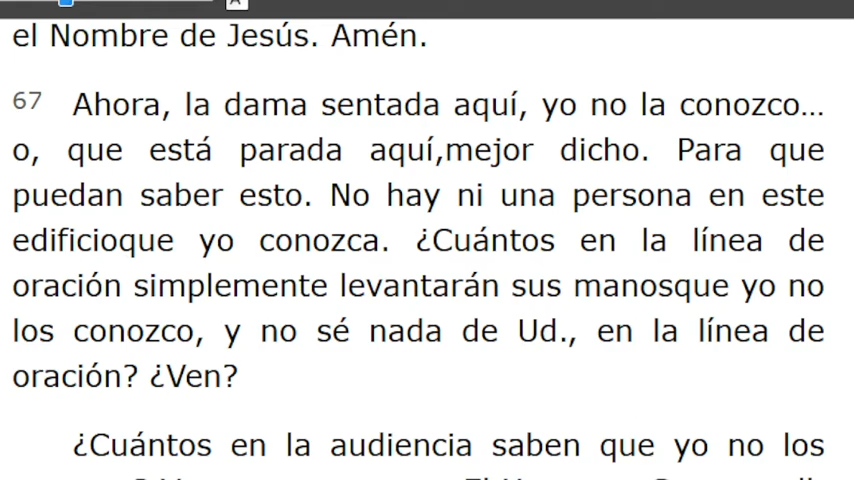 el Nombre de Jesús. Amén.
67 Ahora, la dama sentada aquí, yo no la conozco...
o, que está parada aquí,mejor dicho. Para que
puedan saber esto. No hay ni una persona en este
edificioque yo conozca. ¿Cuántos en la línea de
oración simplemente levantarán sus manosque yo no
los conozco, y no sé nada de Ud., en la línea de
oración? ¿Ven?
¿Cuántos en la audiencia saben que yo no los